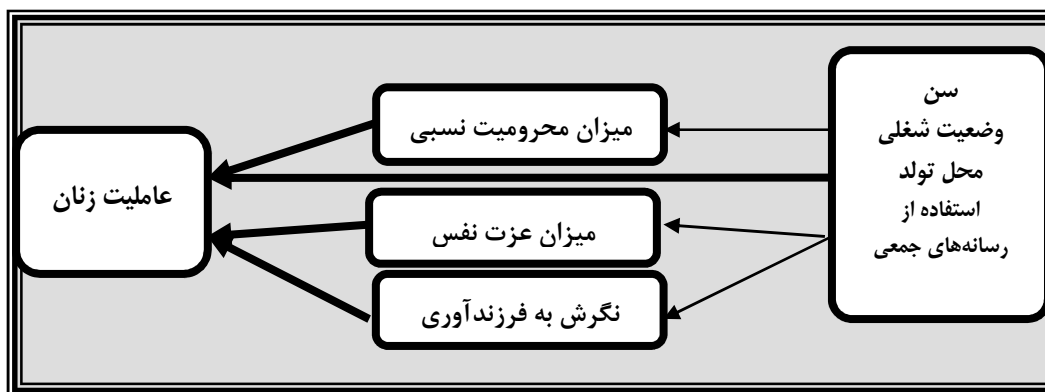 سن
وضعیت شغلی
محل تولد
استفاده از
رسانه‌های جمعی
میزان محرومیت نسبی
میزان عزت نفس
نگرش به فرزندآوری
عاملیت زنان